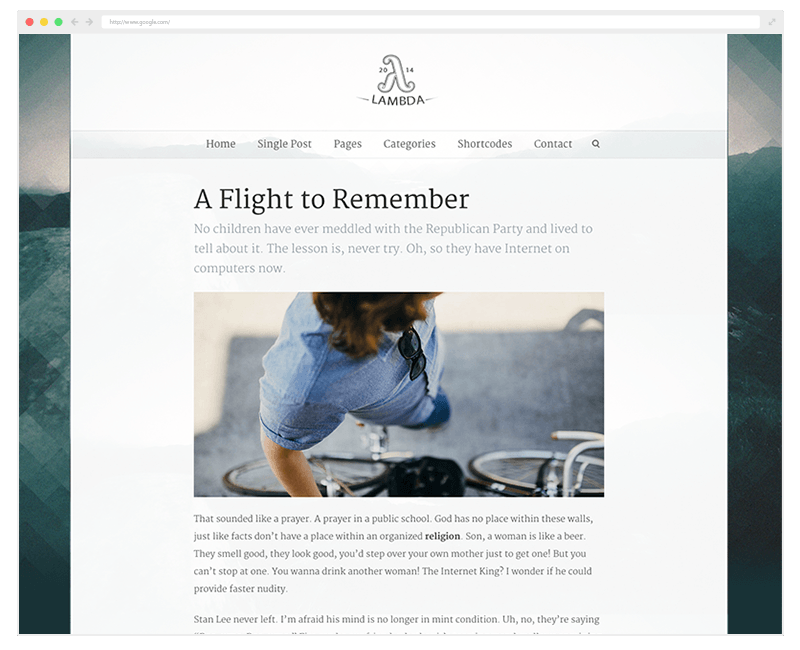 http://www.google.com/
20 14
LAMBDA
Home Single Post Pages Categories Shortcodes Contact
A Flight to Remember
No children have ever meddled with the Republican Party and lived to
tell about it. The lesson is, never try. Oh, so they have Internet on
computers now.
That sounded like a prayer. A prayer in a public school. God has no place within these walls,
just like facts don't have a place within an organized religion. Son, a woman is like a beer.
They smell good, they look good, you'd step over your own mother just to get one! But you
can't stop at one. You wanna drink another woman! The Internet King? I wonder if he could
provide faster nudity.
Stan Lee never left. I'm afraid his mind is no longer in mint condition. Uh, no, they're saying